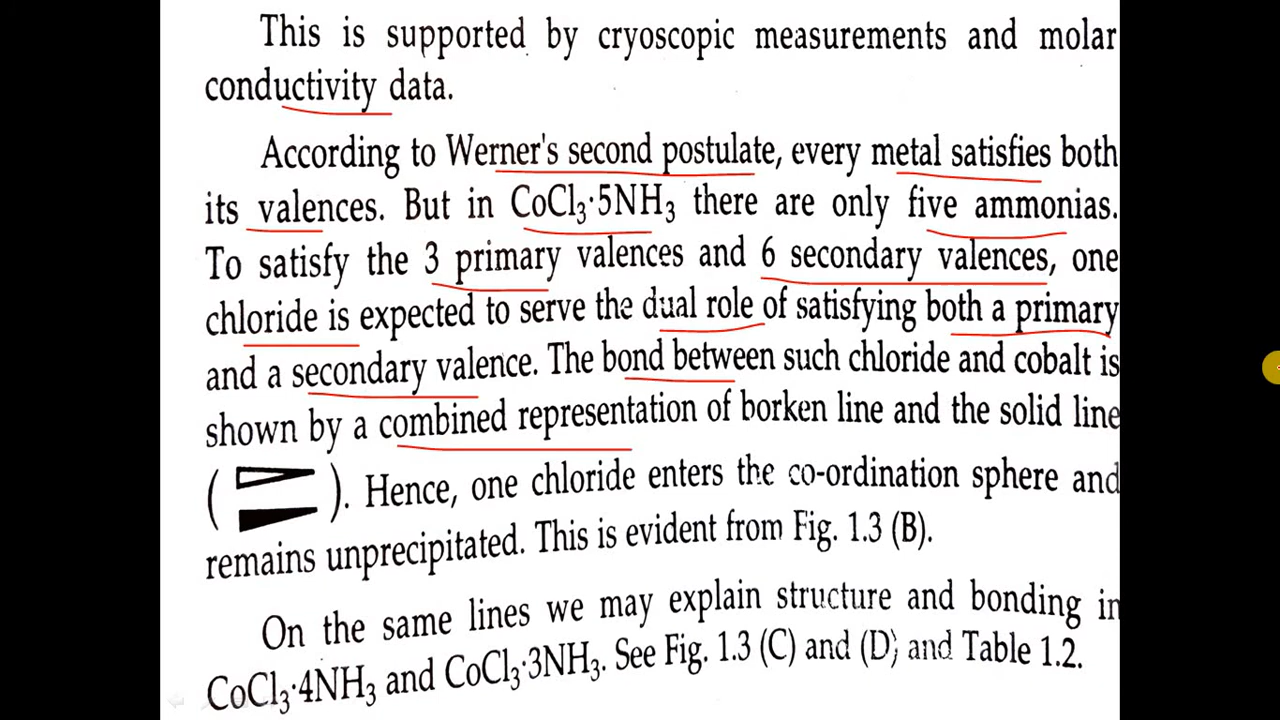 This is supported by cryoscopic measurements and molar
conductivity data.
According to Werner's second postulate, every metal satisfies both
its valences. But in CoCl₃·5NH₃ there are only five ammonias.
To satisfy the 3 primary valences and 6 secondary valences, one
chloride is expected to serve the dual role of satisfying both a primary
and a secondary valence. The bond between such chloride and cobalt is
shown by a combined representation of borken line and the solid line
( ). Hence, one chloride enters the co-ordination sphere and
remains unprecipitated. This is evident from Fig. 1.3 (B).
On the same lines we may explain structure and bonding in
CoCl₃·4NH₃ and CoCl₃·3NH₃. See Fig. 1.3 (C) and (D) and Table 1.2.